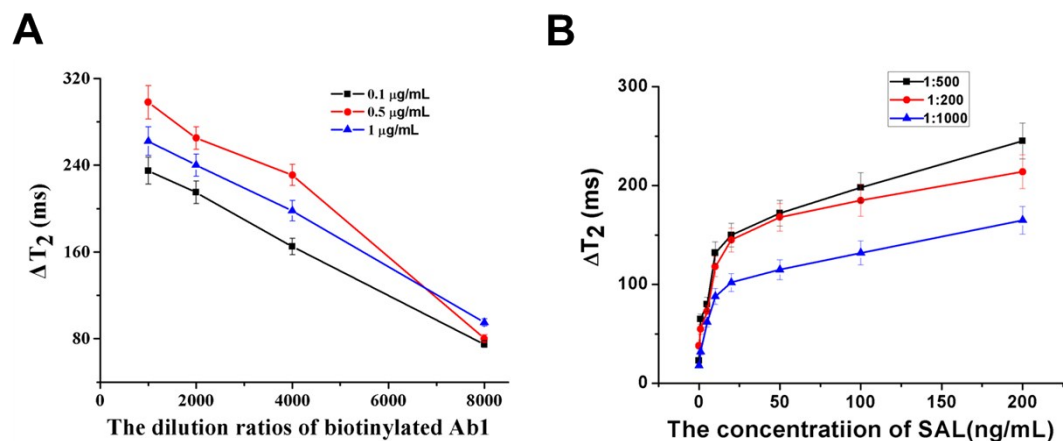 A
320
240
160
80
ΔT2 (ms)
0.1 μg/mL
0.5 μg/mL
1 μg/mL
0 2000 4000 6000 8000
The dilution ratios of biotinylated Ab1
B
300
200
100
0
ΔT2 (ms)
1:500
1:200
1:1000
0 50 100 150 200
The concentratiion of SAL(ng/mL)